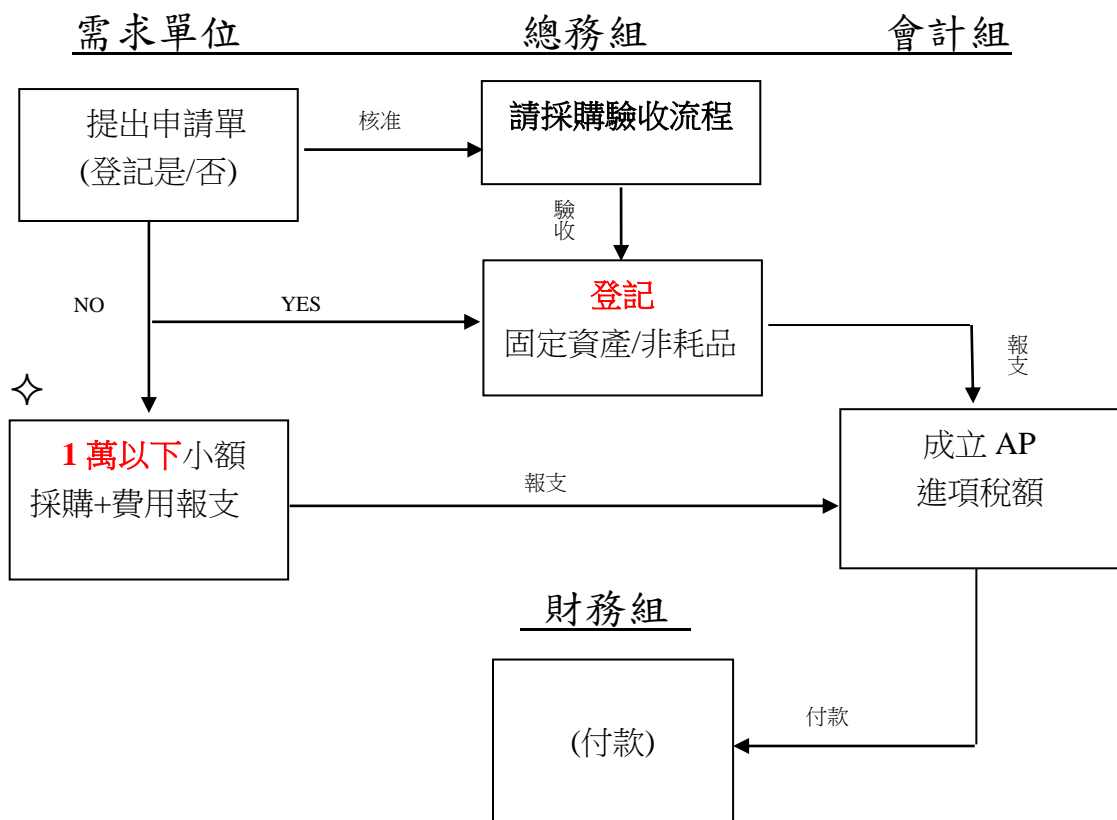 需求單位 總務組 會計組
提出申請單
(登記是/否)
核准
請採購驗收流程
驗收
NO
YES
登記
固定資產/非耗品
報支
1 萬以下小額
採購+費用報支
報支
成立 AP
進項稅額
財務組
(付款)
付款